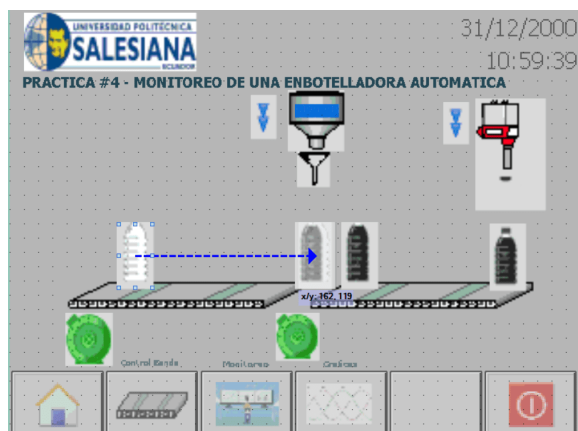 UNIVERSIDAD POLITÉCNICA
SALESIANA
ECUADOR
31/12/2000
10:59:39
PRACTICA #4 - MONITOREO DE UNA ENBOTELLADORA AUTOMATICA
x/y: 162, 119
Control Banda Monitoreo Graficas